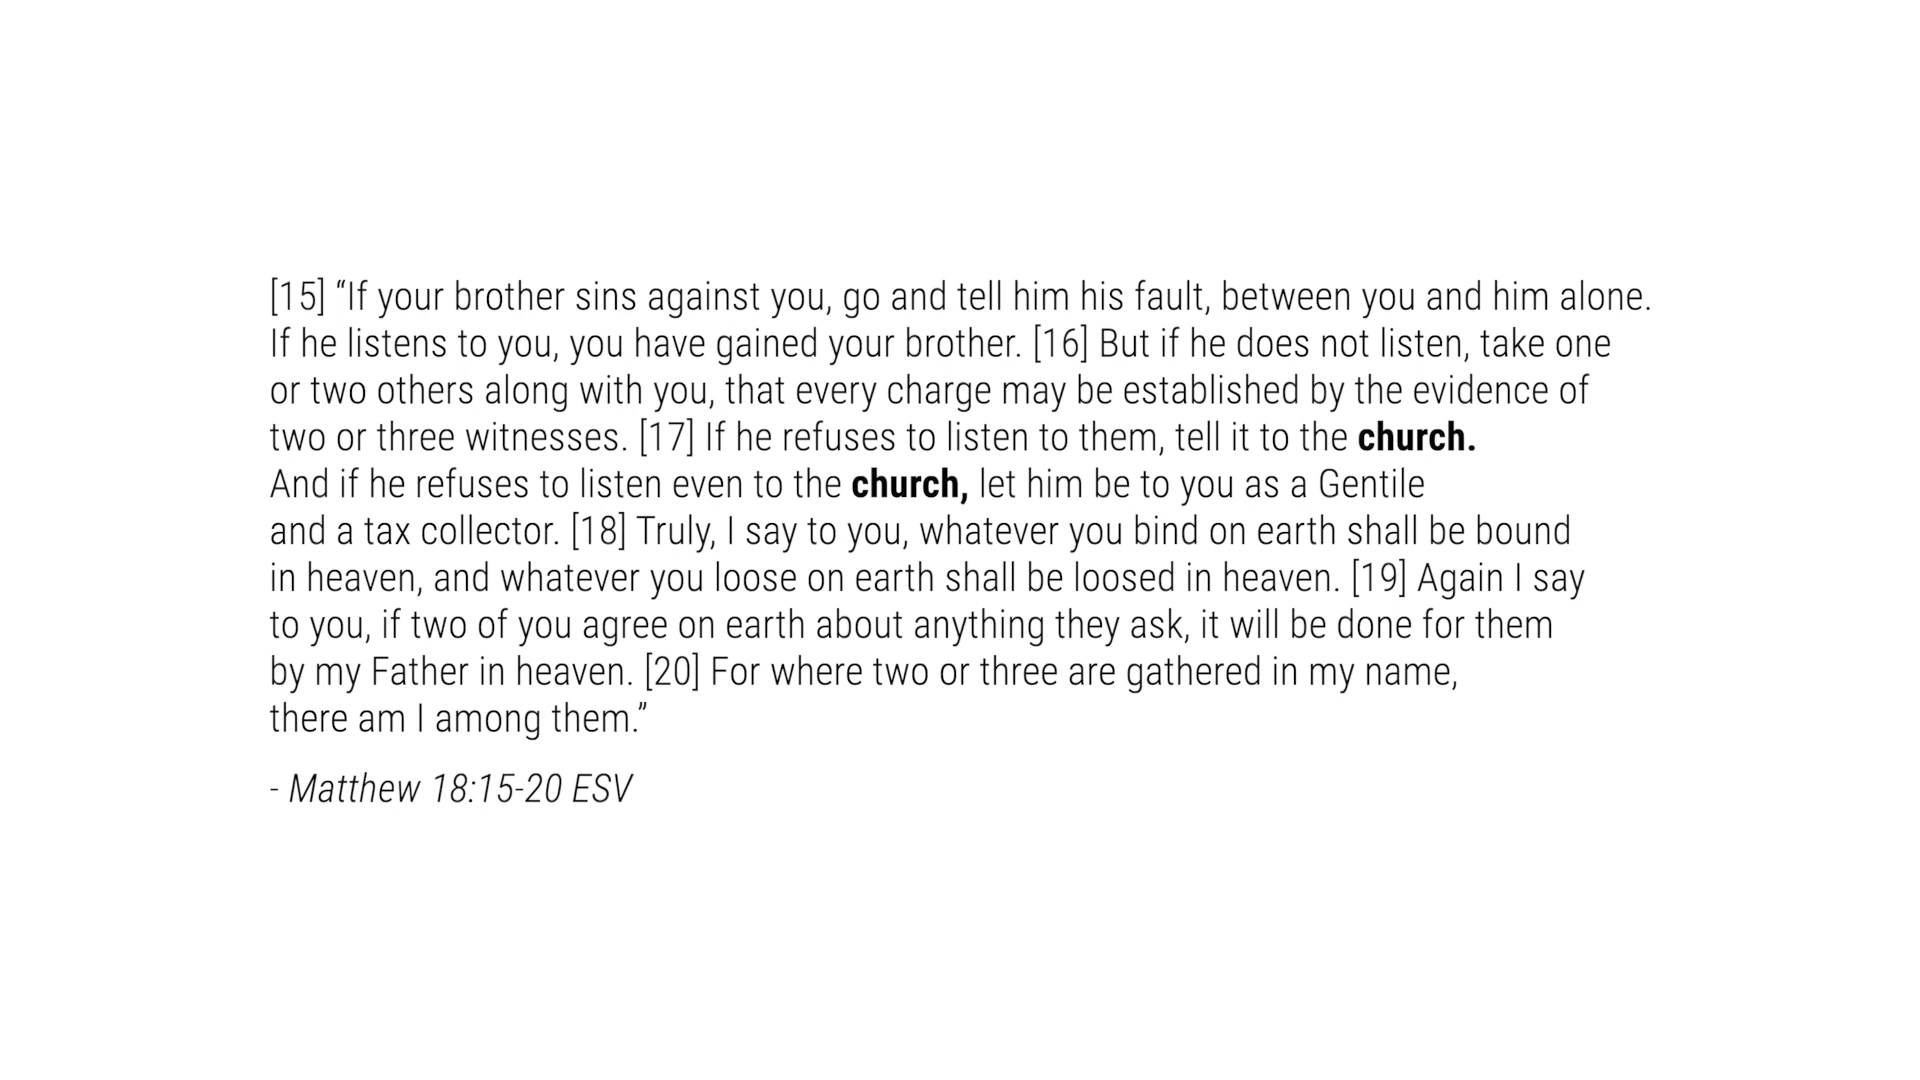 [15] “If your brother sins against you, go and tell him his fault, between you and him alone.
If he listens to you, you have gained your brother. [16] But if he does not listen, take one
or two others along with you, that every charge may be established by the evidence of
two or three witnesses. [17] If he refuses to listen to them, tell it to the church.
And if he refuses to listen even to the church, let him be to you as a Gentile
and a tax collector. [18] Truly, I say to you, whatever you bind on earth shall be bound
in heaven, and whatever you loose on earth shall be loosed in heaven. [19] Again I say
to you, if two of you agree on earth about anything they ask, it will be done for them
by my Father in heaven. [20] For where two or three are gathered in my name,
there am I among them.”
- Matthew 18:15-20 ESV